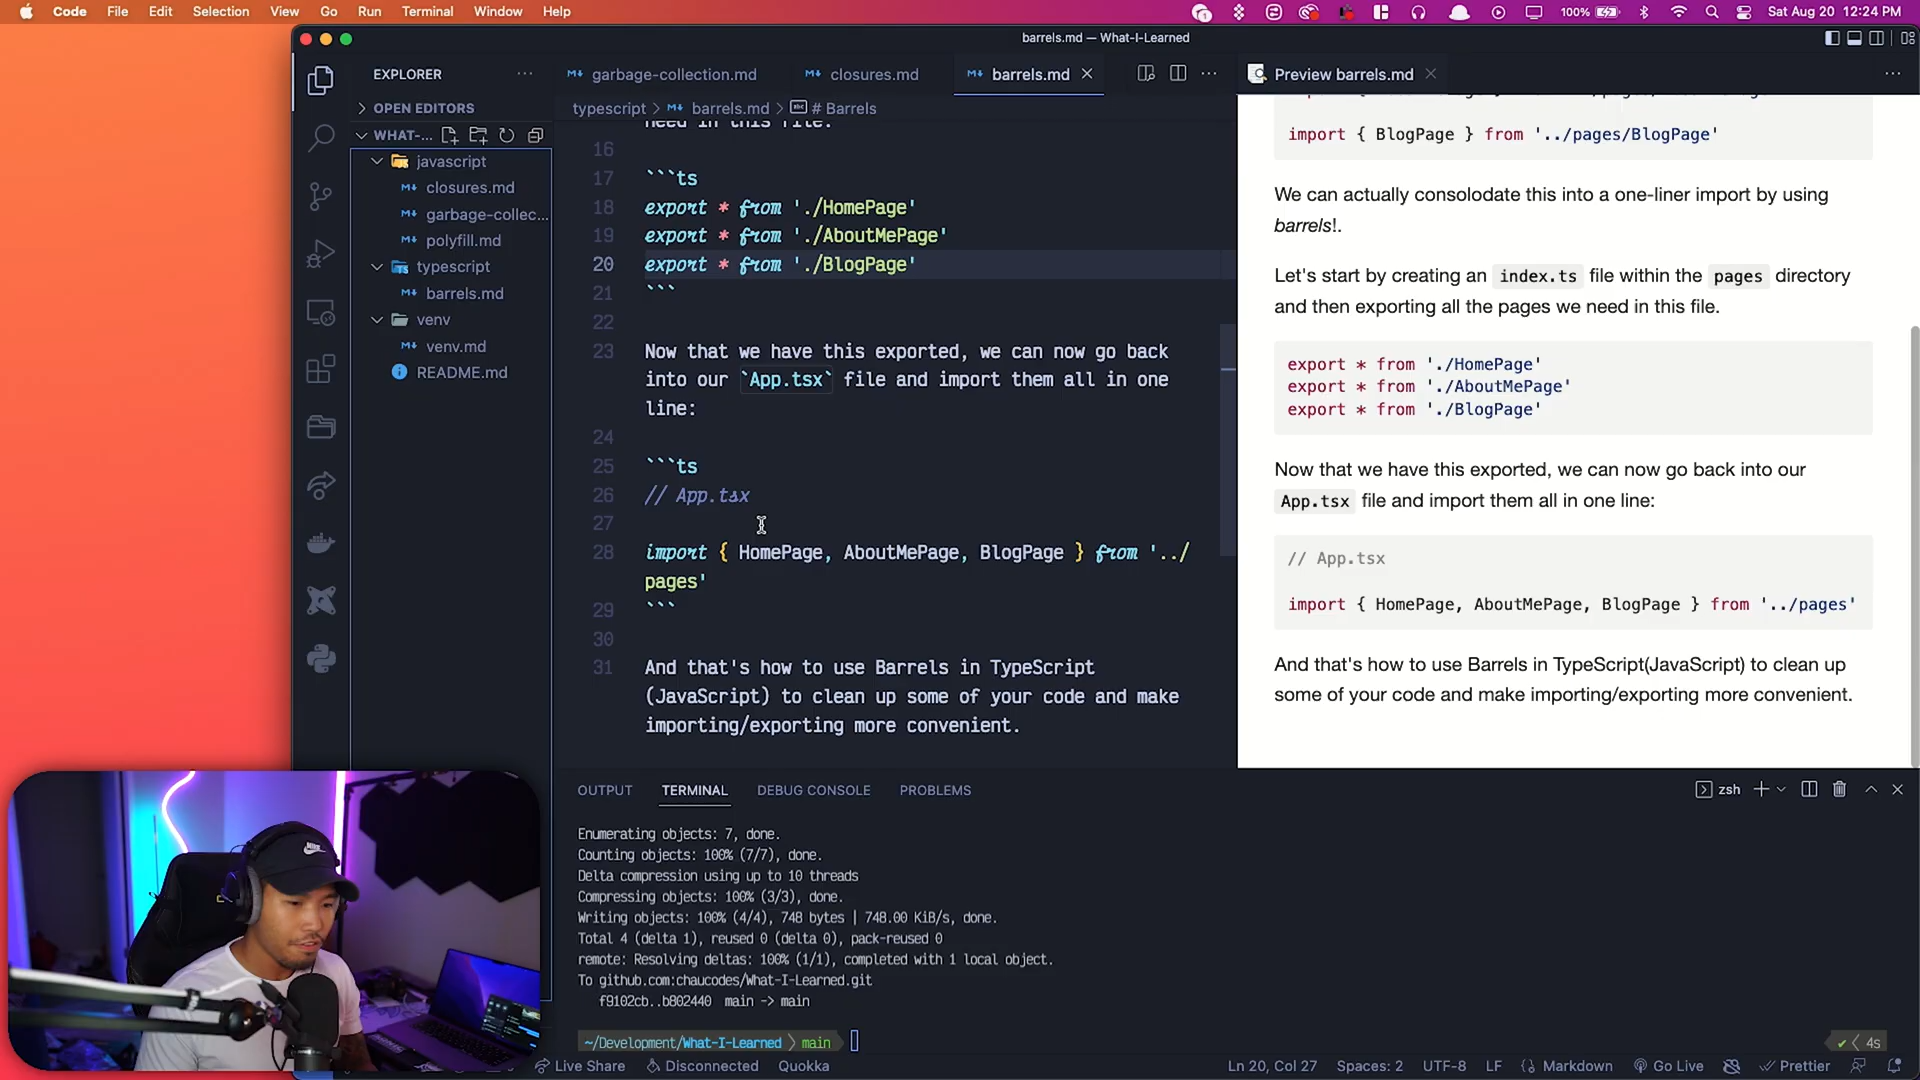 Code File Edit Selection View Go Run Terminal Window Help
100% Sat Aug 20 12:24 PM
barrels.md — What-I-Learned
EXPLORER
OPEN EDITORS
WHAT-...
javascript
closures.md
garbage-collec...
polyfill.md
typescript
barrels.md
venv
venv.md
README.md
garbage-collection.md closures.md barrels.md
typescript > barrels.md > # Barrels
need in this file.
16
17 ```ts
18 export * from './HomePage'
19 export * from './AboutMePage'
20 export * from './BlogPage'
21 ```
22
23 Now that we have this exported, we can now go back
into our `App.tsx` file and import them all in one
line:
24
25 ```ts
26 // App.tsx
27
28 import { HomePage, AboutMePage, BlogPage } from '../
pages'
29 ```
30
31 And that's how to use Barrels in TypeScript
(JavaScript) to clean up some of your code and make
importing/exporting more convenient.
Preview barrels.md
import { BlogPage } from '../pages/BlogPage'
We can actually consolodate this into a one-liner import by using
barrels!.
Let's start by creating an index.ts file within the pages directory
and then exporting all the pages we need in this file.
export * from './HomePage'
export * from './AboutMePage'
export * from './BlogPage'
Now that we have this exported, we can now go back into our
App.tsx file and import them all in one line:
// App.tsx
import { HomePage, AboutMePage, BlogPage } from '../pages'
And that's how to use Barrels in TypeScript(JavaScript) to clean up
some of your code and make importing/exporting more convenient.
OUTPUT TERMINAL DEBUG CONSOLE PROBLEMS
zsh
Enumerating objects: 7, done.
Counting objects: 100% (7/7), done.
Delta compression using up to 10 threads
Compressing objects: 100% (3/3), done.
Writing objects: 100% (4/4), 748 bytes | 748.00 KiB/s, done.
Total 4 (delta 1), reused 0 (delta 0), pack-reused 0
remote: Resolving deltas: 100% (1/1), completed with 1 local object.
To github.com:chaucodes/What-I-Learned.git
f9102cb..b802440 main -> main
~/Development/What-I-Learned main
4s
Live Share Disconnected Quokka
Ln 20, Col 27 Spaces: 2 UTF-8 LF Markdown Go Live Prettier